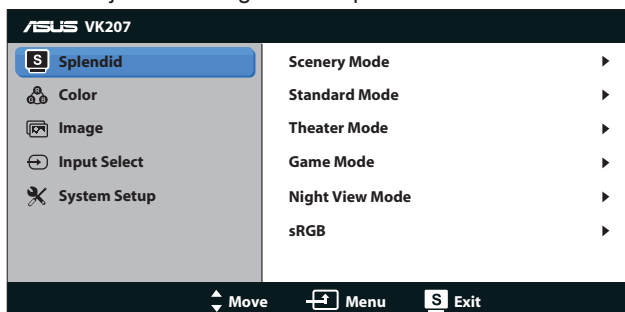 ASUS VK207
S Splendid
Color
Image
Input Select
System Setup
Scenery Mode
Standard Mode
Theater Mode
Game Mode
Night View Mode
sRGB
Move Menu S Exit